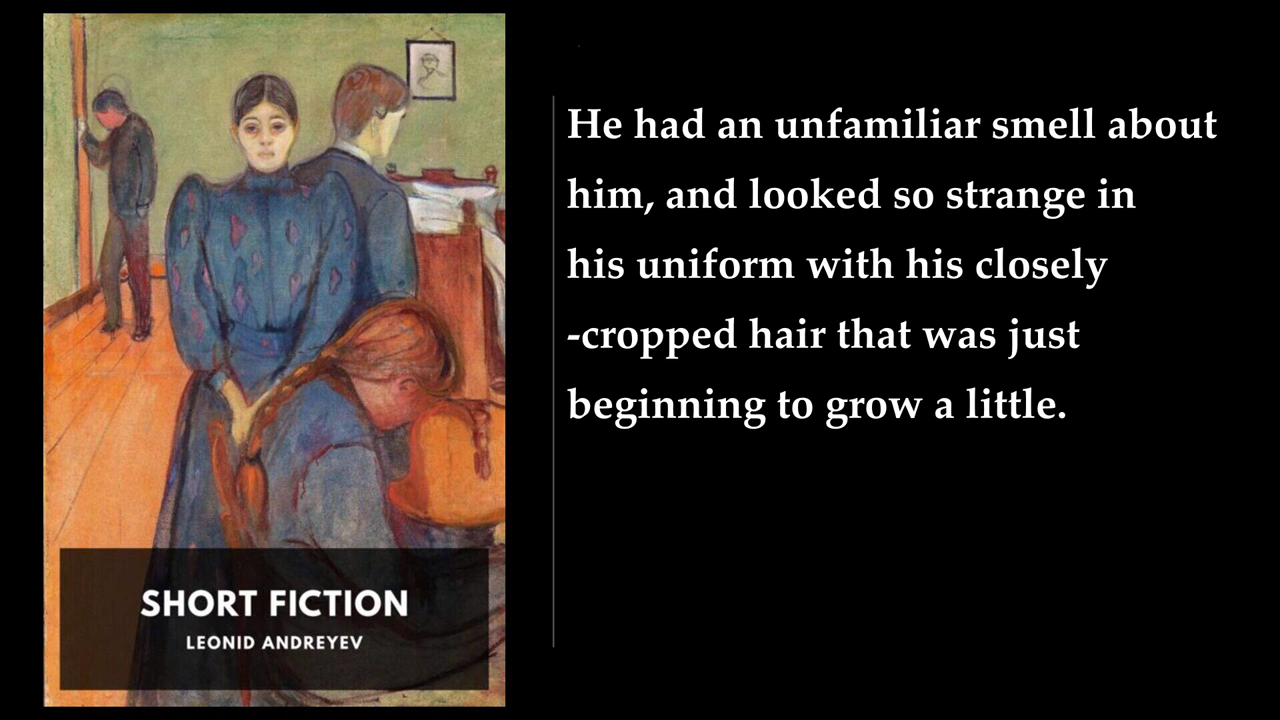 He had an unfamiliar smell about
him, and looked so strange in
his uniform with his closely
-cropped hair that was just
beginning to grow a little.
SHORT FICTION
LEONID ANDREYEV